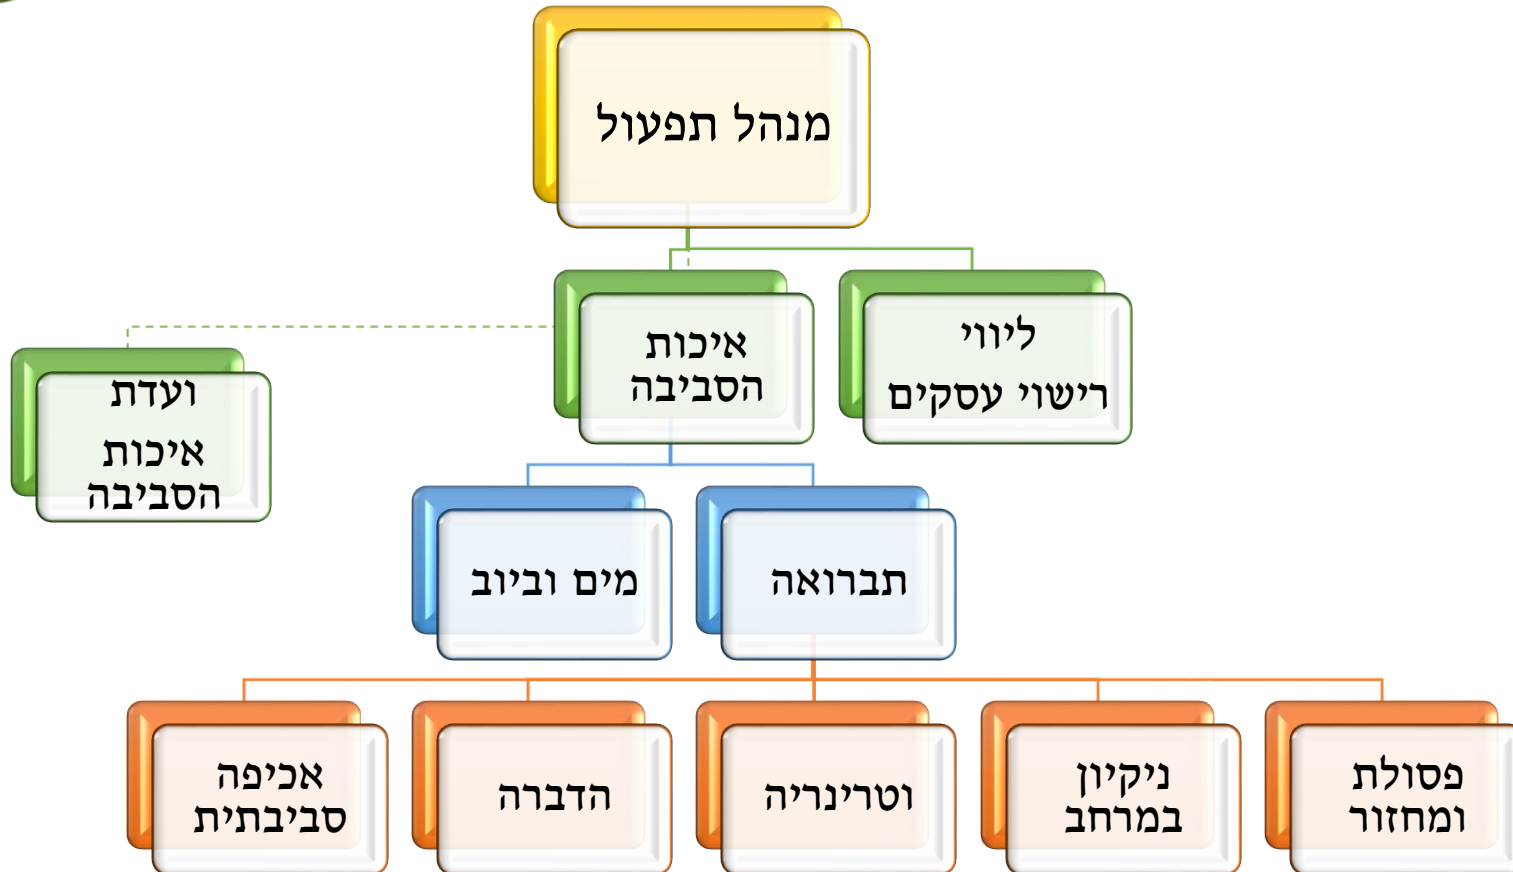 מנהל תפעול
ליווי
רישוי עסקים
איכות
הסביבה
ועדת
איכות
הסביבה
תברואה
מים וביוב
פסולת
ומחזור
ניקיון
במרחב
וטרינריה
הדברה
אכיפה
סביבתית